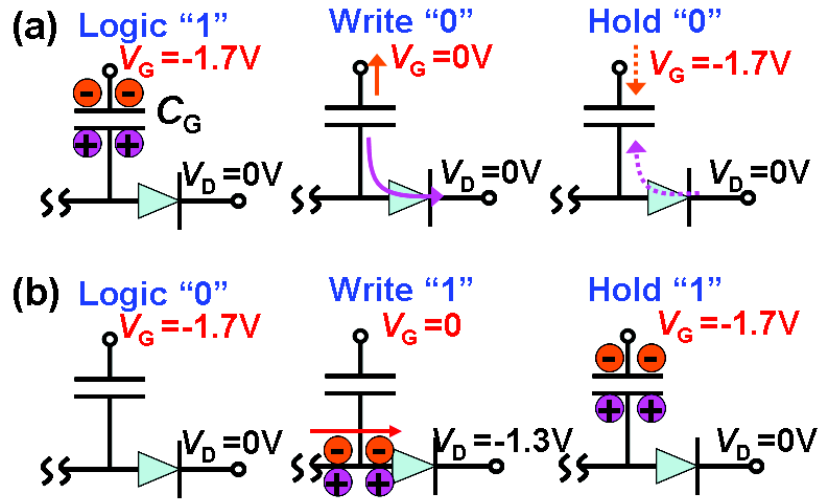 (a)
Logic “1”
Write “0”
Hold “0”
V_G=-1.7V
V_G=0V
V_G=-1.7V
- -
C_G
+ +
V_D=0V
V_D=0V
V_D=0V
(b)
Logic “0”
Write “1”
Hold “1”
V_G=-1.7V
V_G=0
V_G=-1.7V
- -
+ +
V_D=0V
V_D=-1.3V
V_D=0V
- -
+ +